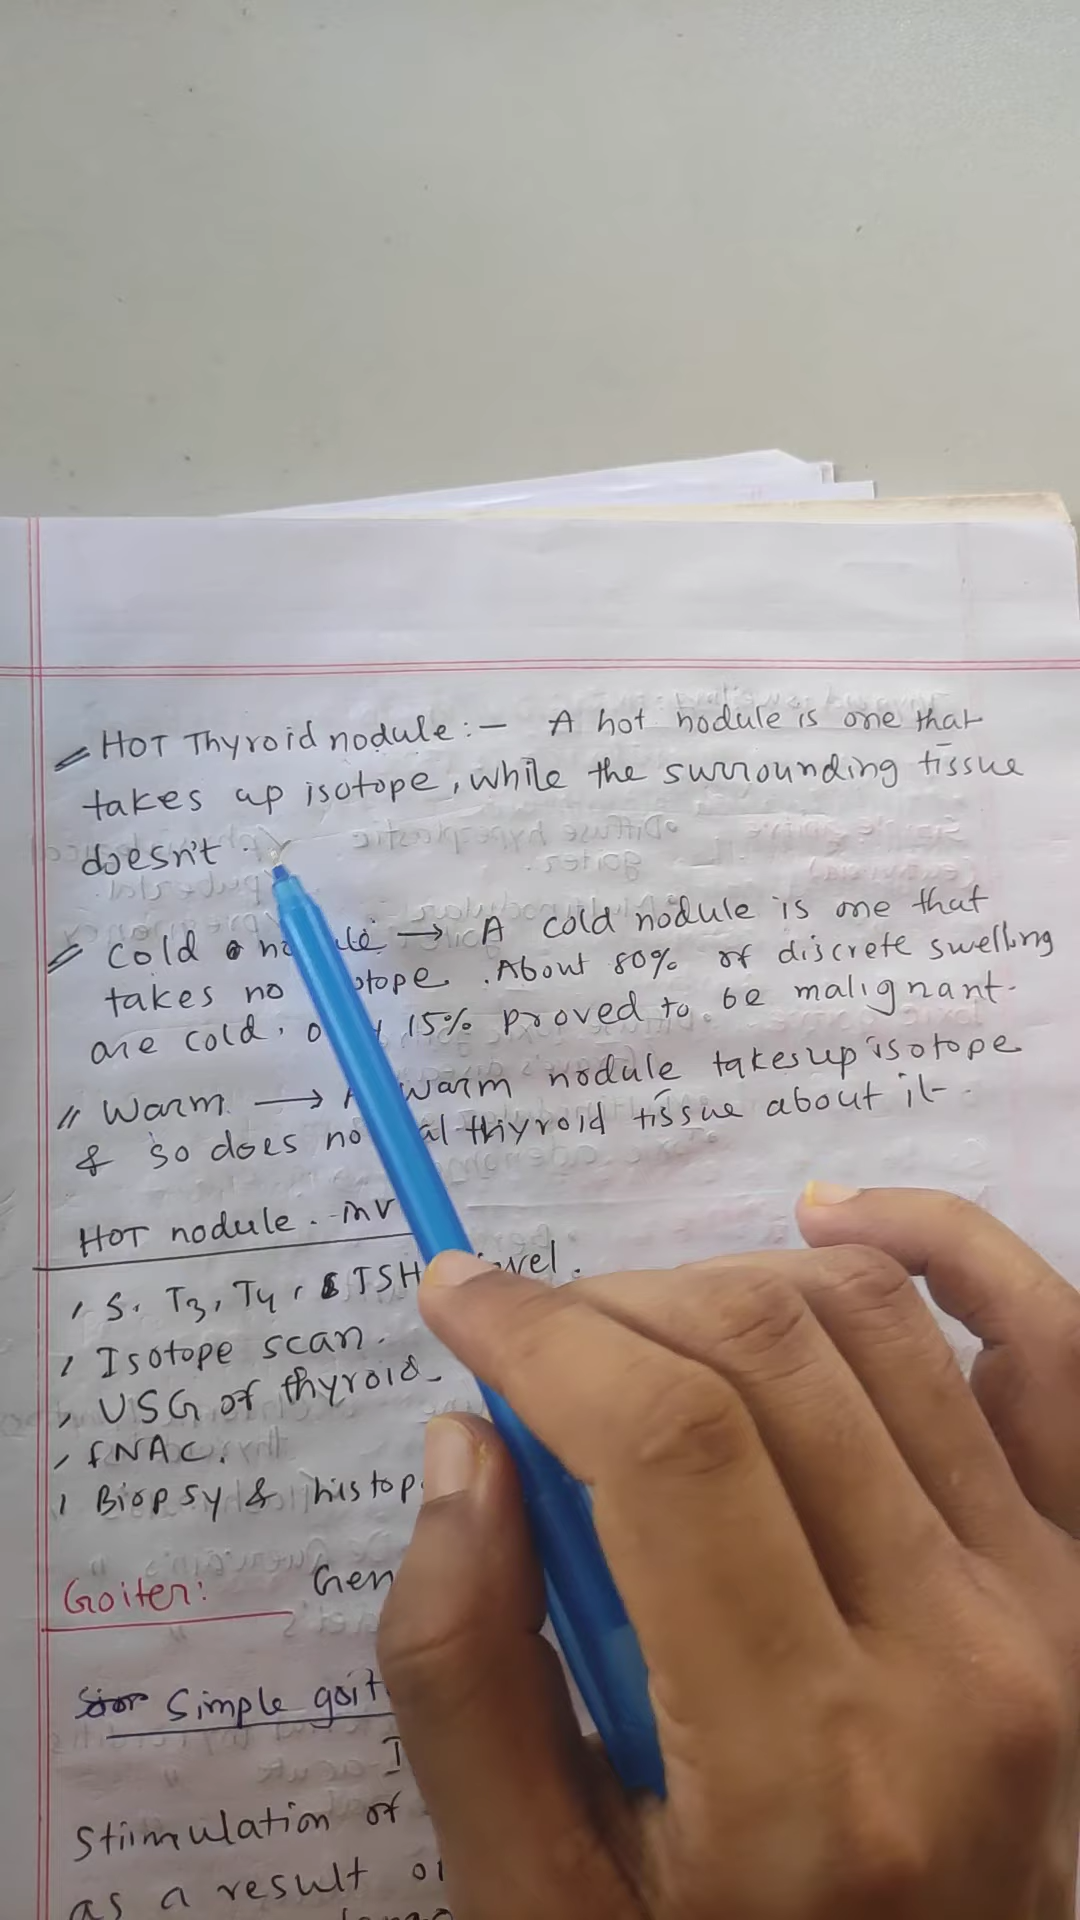 HOT Thyroid nodule:- A hot nodule is one that
takes up isotope, while the surrounding tissue
doesn't.
Cold → A cold nodule is one that
takes no . About 80% of discrete swelling
are cold. 15% proved to be malignant.
Warm → warm nodule takes up isotope
& so does thyroid tissue about it
HOT nodule. inv
S. T3, T4, TSH
Isotope scan.
USG of thyroid
FNAC.
Biopsy &
Goiter:
Simple
Stimulation of
as a result